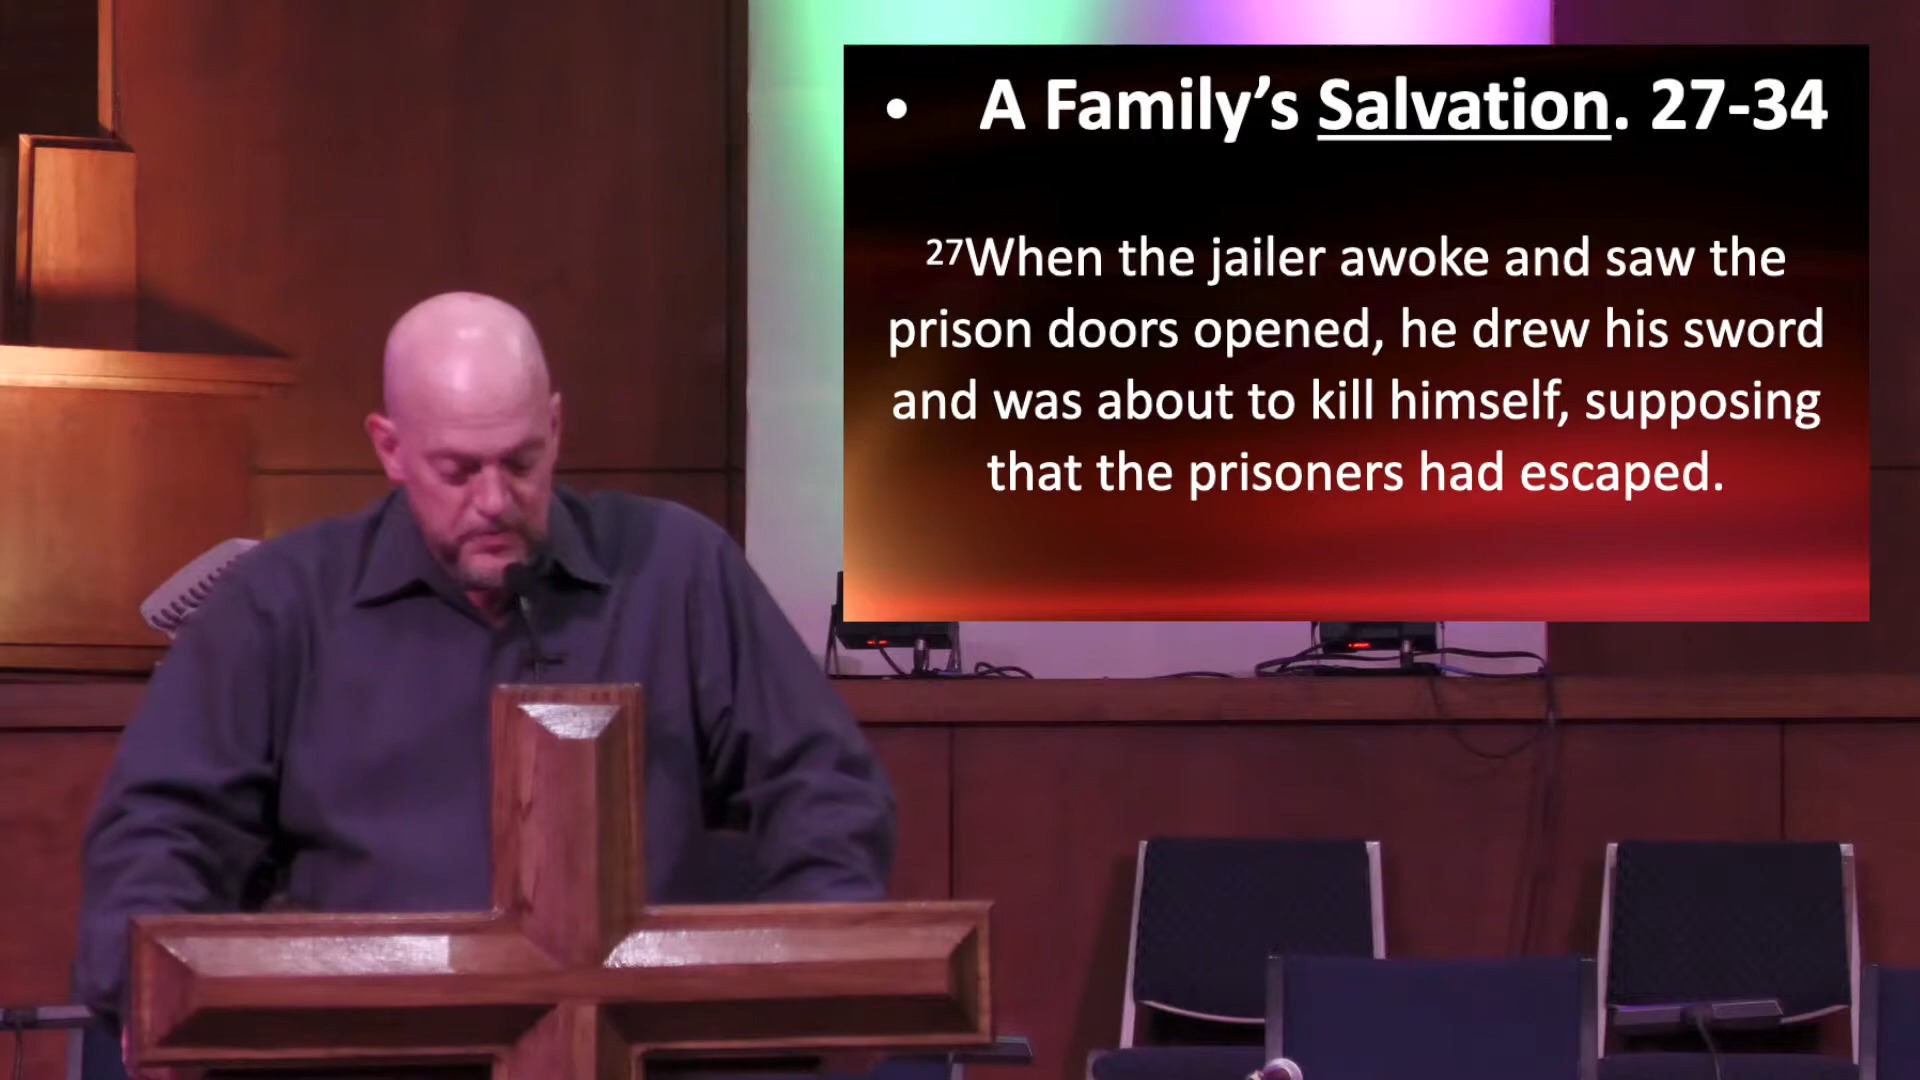 • A Family’s Salvation. 27-34
27When the jailer awoke and saw the
prison doors opened, he drew his sword
and was about to kill himself, supposing
that the prisoners had escaped.